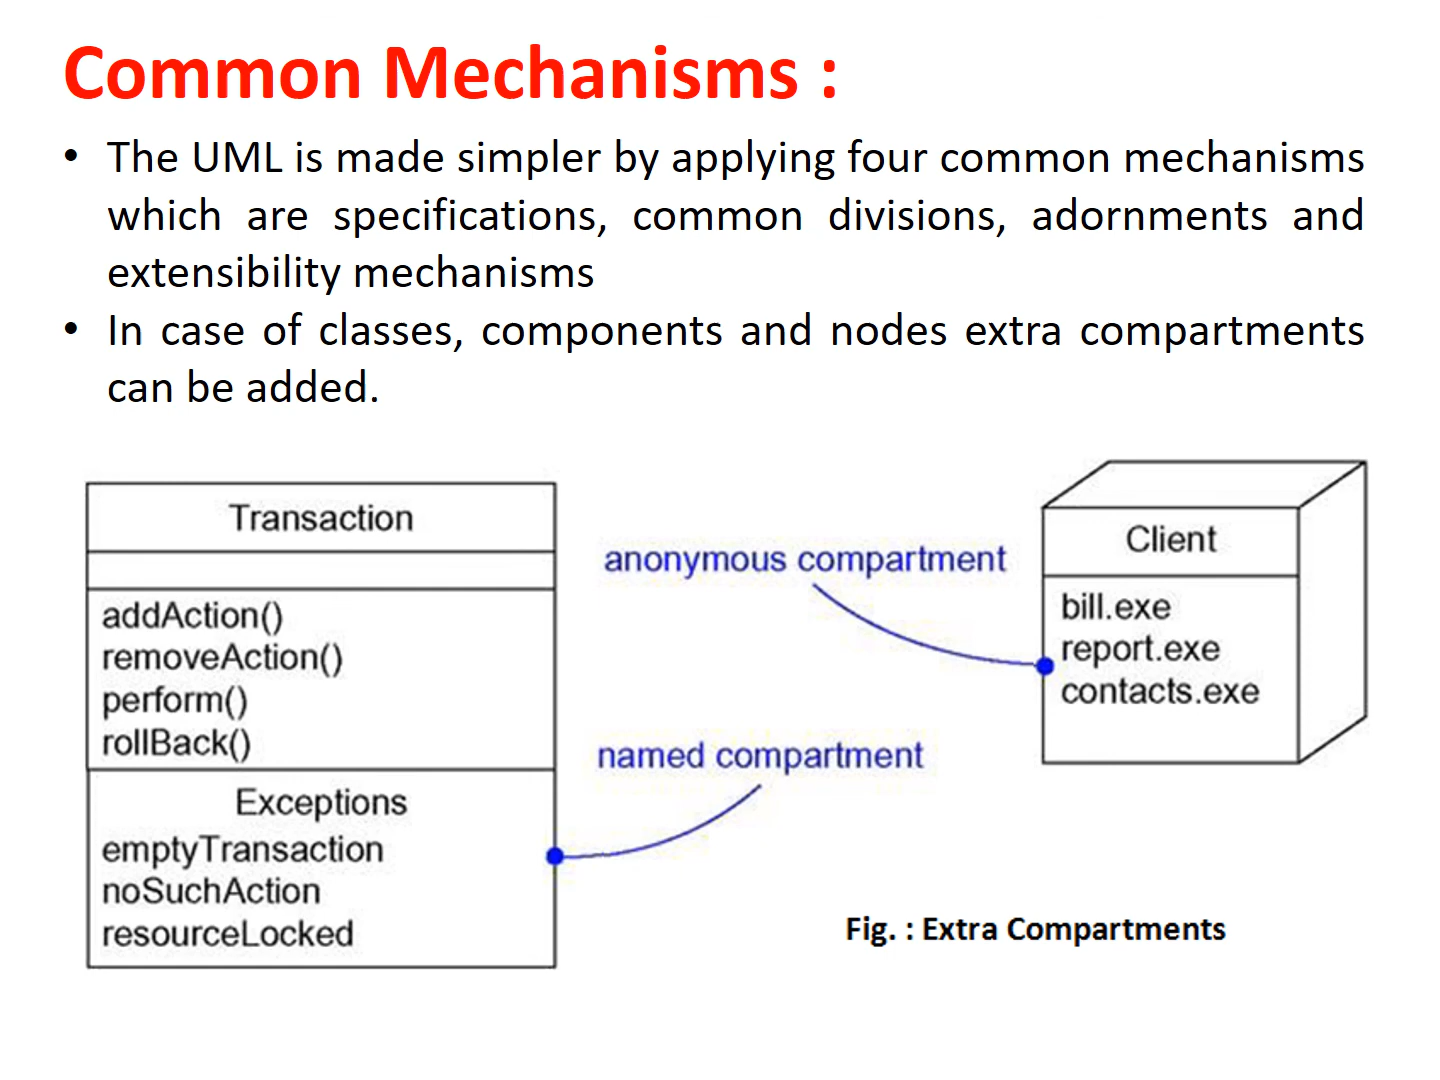 Common Mechanisms :
• The UML is made simpler by applying four common mechanisms
which are specifications, common divisions, adornments and
extensibility mechanisms
• In case of classes, components and nodes extra compartments
can be added.
Transaction
addAction()
removeAction()
perform()
rollBack()
Exceptions
emptyTransaction
noSuchAction
resourceLocked
anonymous compartment
named compartment
Client
bill.exe
report.exe
contacts.exe
Fig. : Extra Compartments